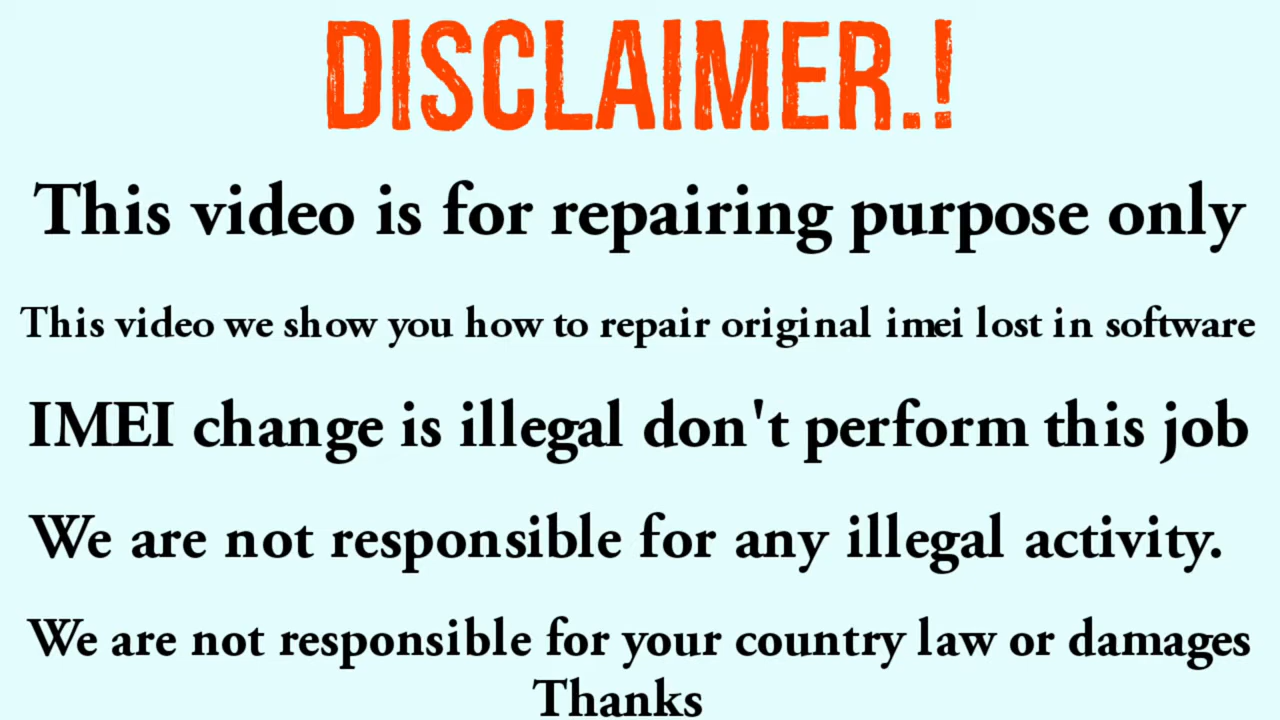 DISCLAIMER.!
This video is for repairing purpose only
This video we show you how to repair original imei lost in software
IMEI change is illegal don't perform this job
We are not responsible for any illegal activity.
We are not responsible for your country law or damages
Thanks